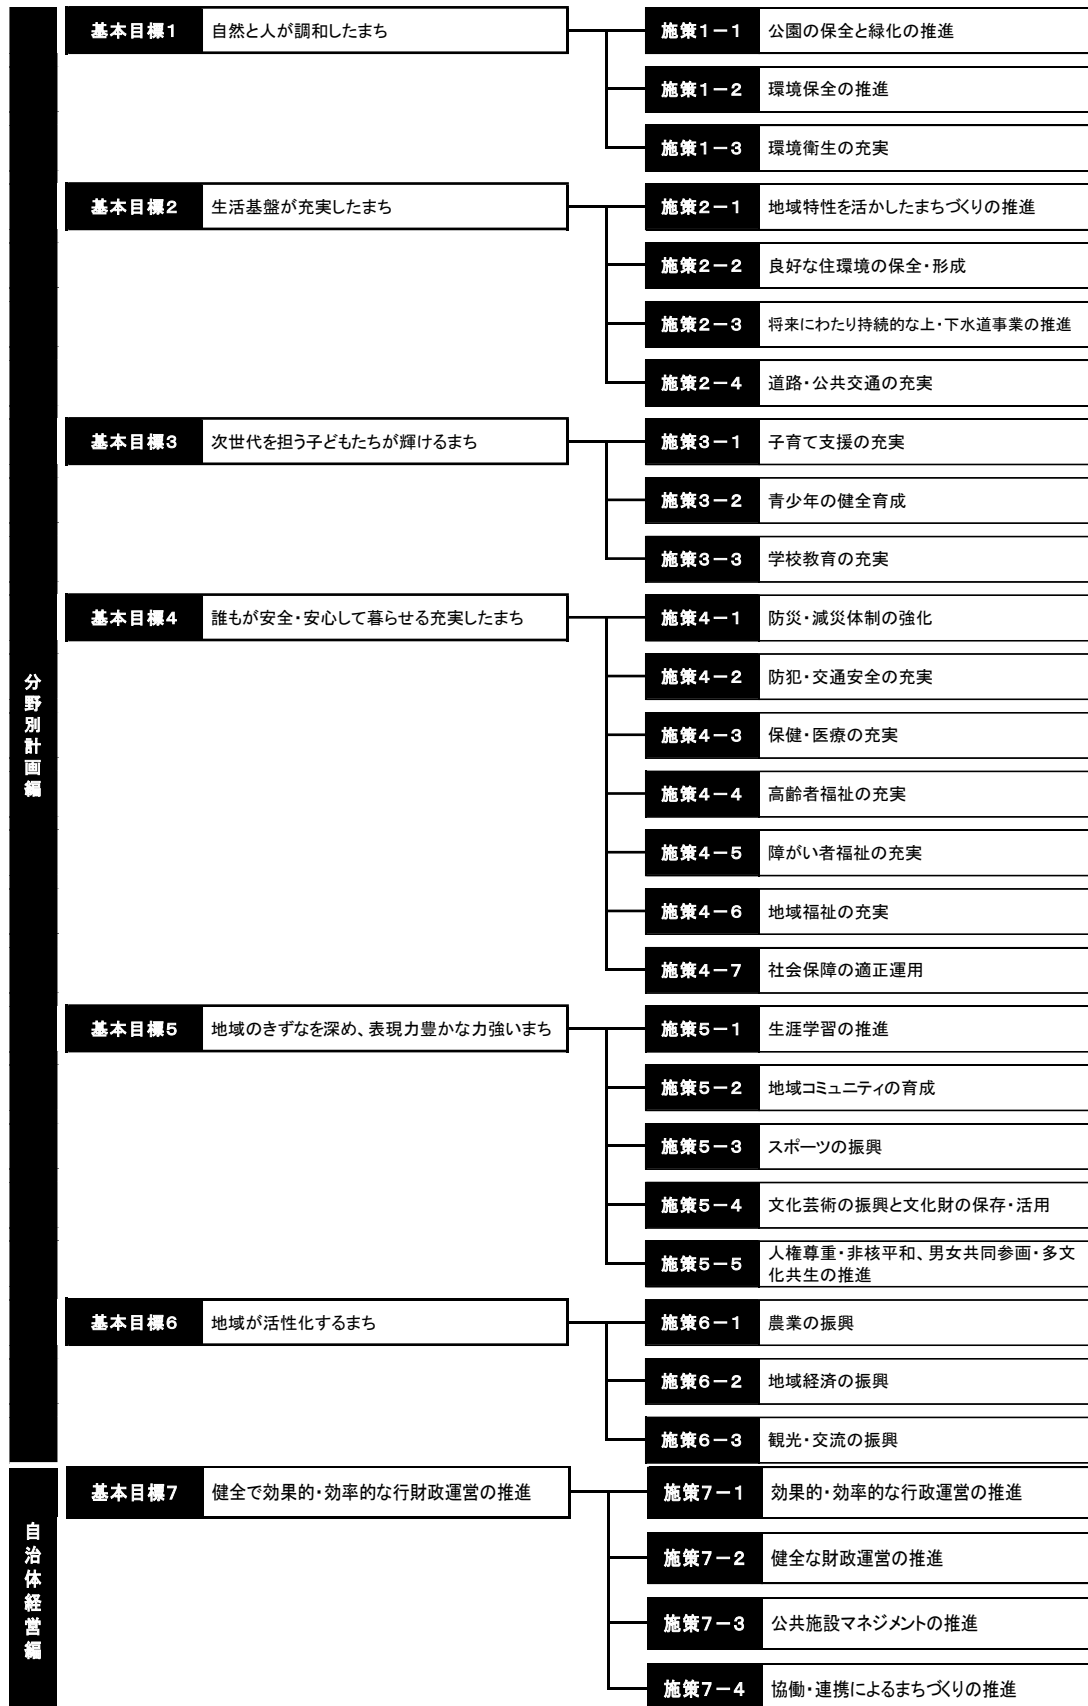 分野別計画編
基本目標1 自然と人が調和したまち
施策1-1 公園の保全と緑化の推進
施策1-2 環境保全の推進
施策1-3 環境衛生の充実
基本目標2 生活基盤が充実したまち
施策2-1 地域特性を活かしたまちづくりの推進
施策2-2 良好な住環境の保全・形成
施策2-3 将来にわたり持続的な上・下水道事業の推進
施策2-4 道路・公共交通の充実
基本目標3 次世代を担う子どもたちが輝けるまち
施策3-1 子育て支援の充実
施策3-2 青少年の健全育成
施策3-3 学校教育の充実
基本目標4 誰もが安全・安心して暮らせる充実したまち
施策4-1 防災・減災体制の強化
施策4-2 防犯・交通安全の充実
施策4-3 保健・医療の充実
施策4-4 高齢者福祉の充実
施策4-5 障がい者福祉の充実
施策4-6 地域福祉の充実
施策4-7 社会保障の適正運用
基本目標5 地域のきずなを深め、表現力豊かな力強いまち
施策5-1 生涯学習の推進
施策5-2 地域コミュニティの育成
施策5-3 スポーツの振興
施策5-4 文化芸術の振興と文化財の保存・活用
施策5-5 人権尊重・非核平和、男女共同参画・多文
化共生の推進
基本目標6 地域が活性化するまち
施策6-1 農業の振興
施策6-2 地域経済の振興
施策6-3 観光・交流の振興
自治体経営編
基本目標7 健全で効果的・効率的な行財政運営の推進
施策7-1 効果的・効率的な行政運営の推進
施策7-2 健全な財政運営の推進
施策7-3 公共施設マネジメントの推進
施策7-4 協働・連携によるまちづくりの推進